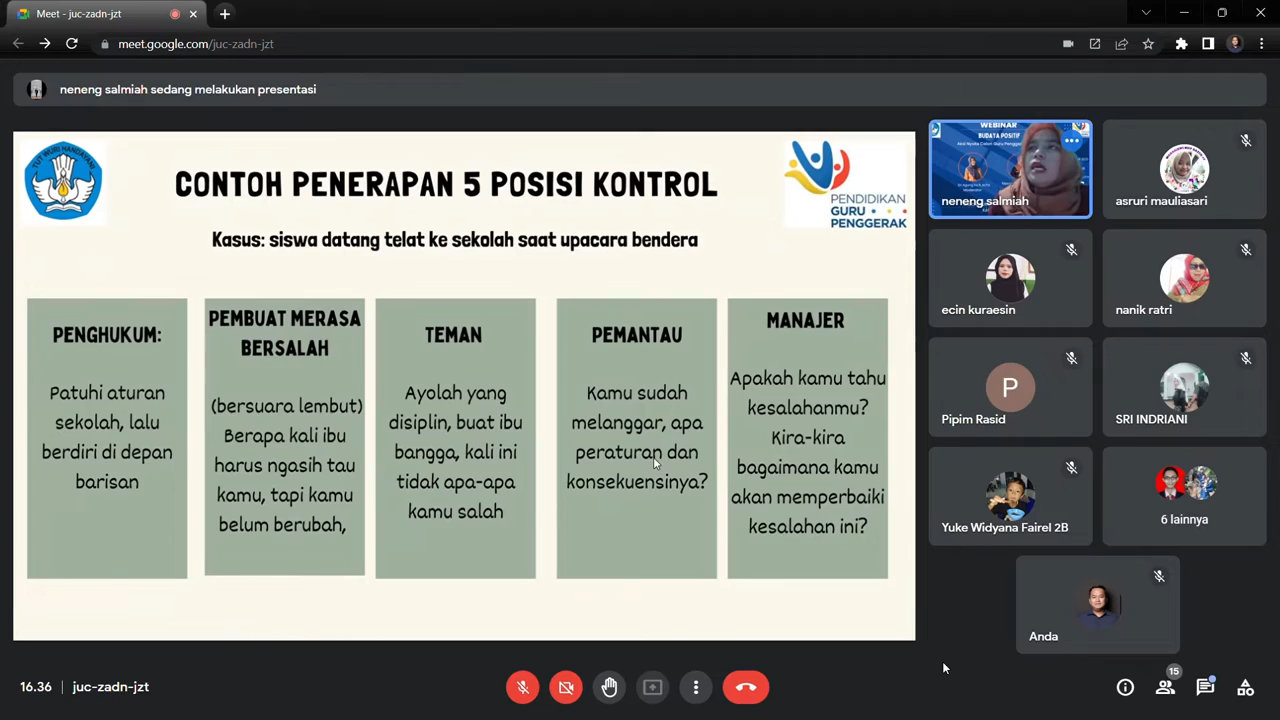 Meet - juc-zadn-jzt
meet.google.com/juc-zadn-jzt
neneng salmiah sedang melakukan presentasi
TUT WURI HANDAYANI
PENDIDIKAN
GURU
PENGGERAK
CONTOH PENERAPAN 5 POSISI KONTROL
Kasus: siswa datang telat ke sekolah saat upacara bendera
PENGHUKUM:
Patuhi aturan
sekolah, lalu
berdiri di depan
barisan
PEMBUAT MERASA
BERSALAH
(bersuara lembut)
Berapa kali ibu
harus ngasih tau
kamu, tapi kamu
belum berubah,
TEMAN
Ayolah yang
disiplin, buat ibu
bangga, kali ini
tidak apa-apa
kamu salah
PEMANTAU
Kamu sudah
melanggar, apa
peraturan dan
konsekuensinya?
MANAJER
Apakah kamu tahu
kesalahanmu?
Kira-kira
bagaimana kamu
akan memperbaiki
kesalahan ini?
WEBINAR
BUDAYA POSITIF
neneng salmiah
asruri mauliasari
ecin kuraesin
nanik ratri
P
Pipim Rasid
SRI INDRIANI
Yuke Widyana Fairel 2B
6 lainnya
Anda
16.36
juc-zadn-jzt
15